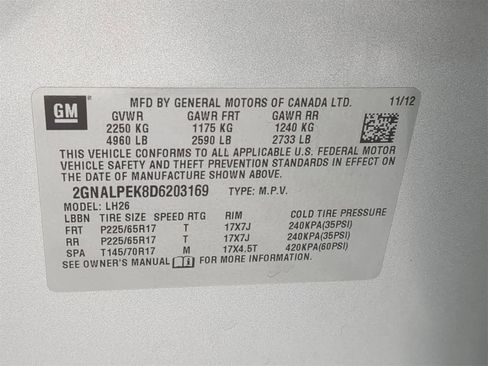 GM
MFD BY GENERAL MOTORS OF CANADA LTD. 11/12
GVWR GAWR FRT GAWR RR
2250 KG 1175 KG 1240 KG
4960 LB 2590 LB 2733 LB
THIS VEHICLE CONFORMS TO ALL APPLICABLE U.S. FEDERAL MOTOR
VEHICLE SAFETY AND THEFT PREVENTION STANDARDS IN EFFECT ON
THE DATE OF MANUFACTURE SHOWN ABOVE.
2GNALPEK8D6203169 TYPE: M.P.V.
MODEL: LH26
LBBN TIRE SIZE SPEED RTG RIM COLD TIRE PRESSURE
FRT P225/65R17 T 17X7J 240KPA(35PSI)
RR P225/65R17 T 17X7J 240KPA(35PSI)
SPA T145/70R17 M 17X4.5T 420KPA(60PSI)
SEE OWNER'S MANUAL FOR MORE INFORMATION.